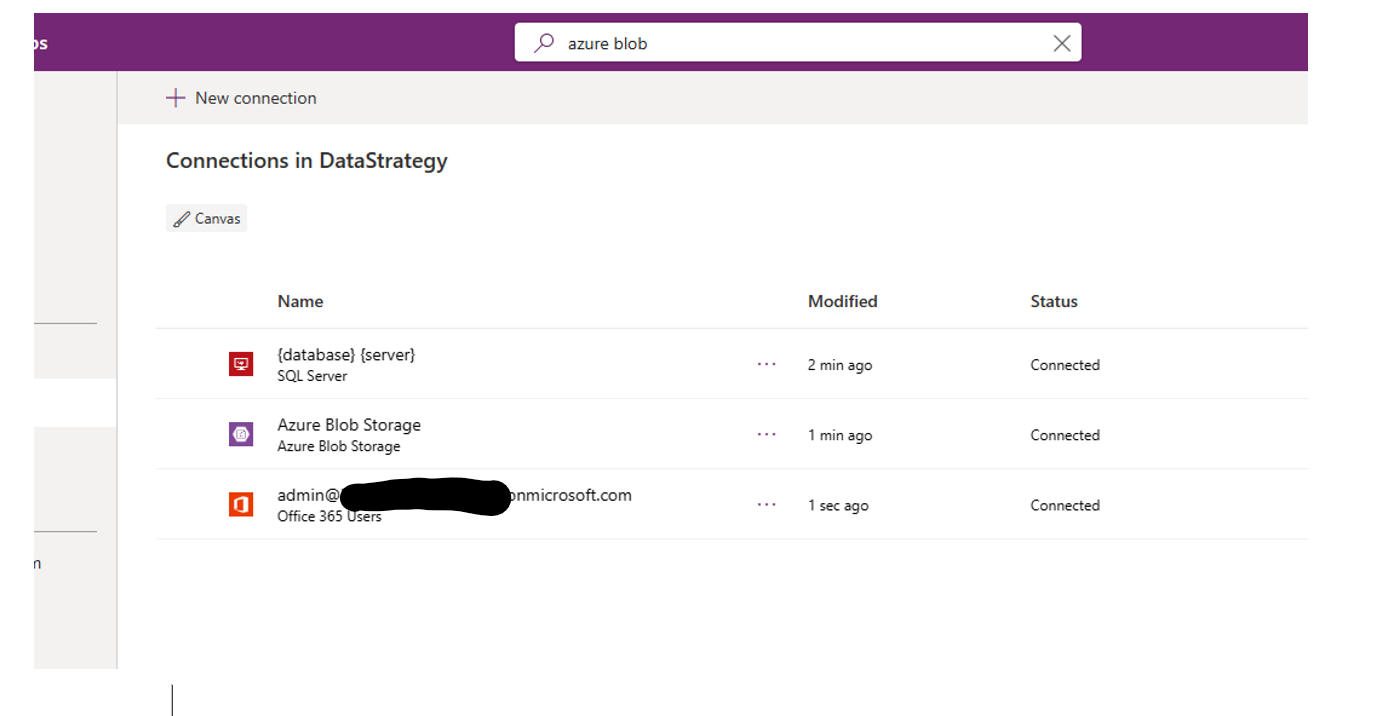 azure blob
New connection
Connections in DataStrategy
Canvas
Name Modified Status
{database} {server} 2 min ago Connected
SQL Server
Azure Blob Storage 1 min ago Connected
Azure Blob Storage
admin@ onmicrosoft.com 1 sec ago Connected
Office 365 Users